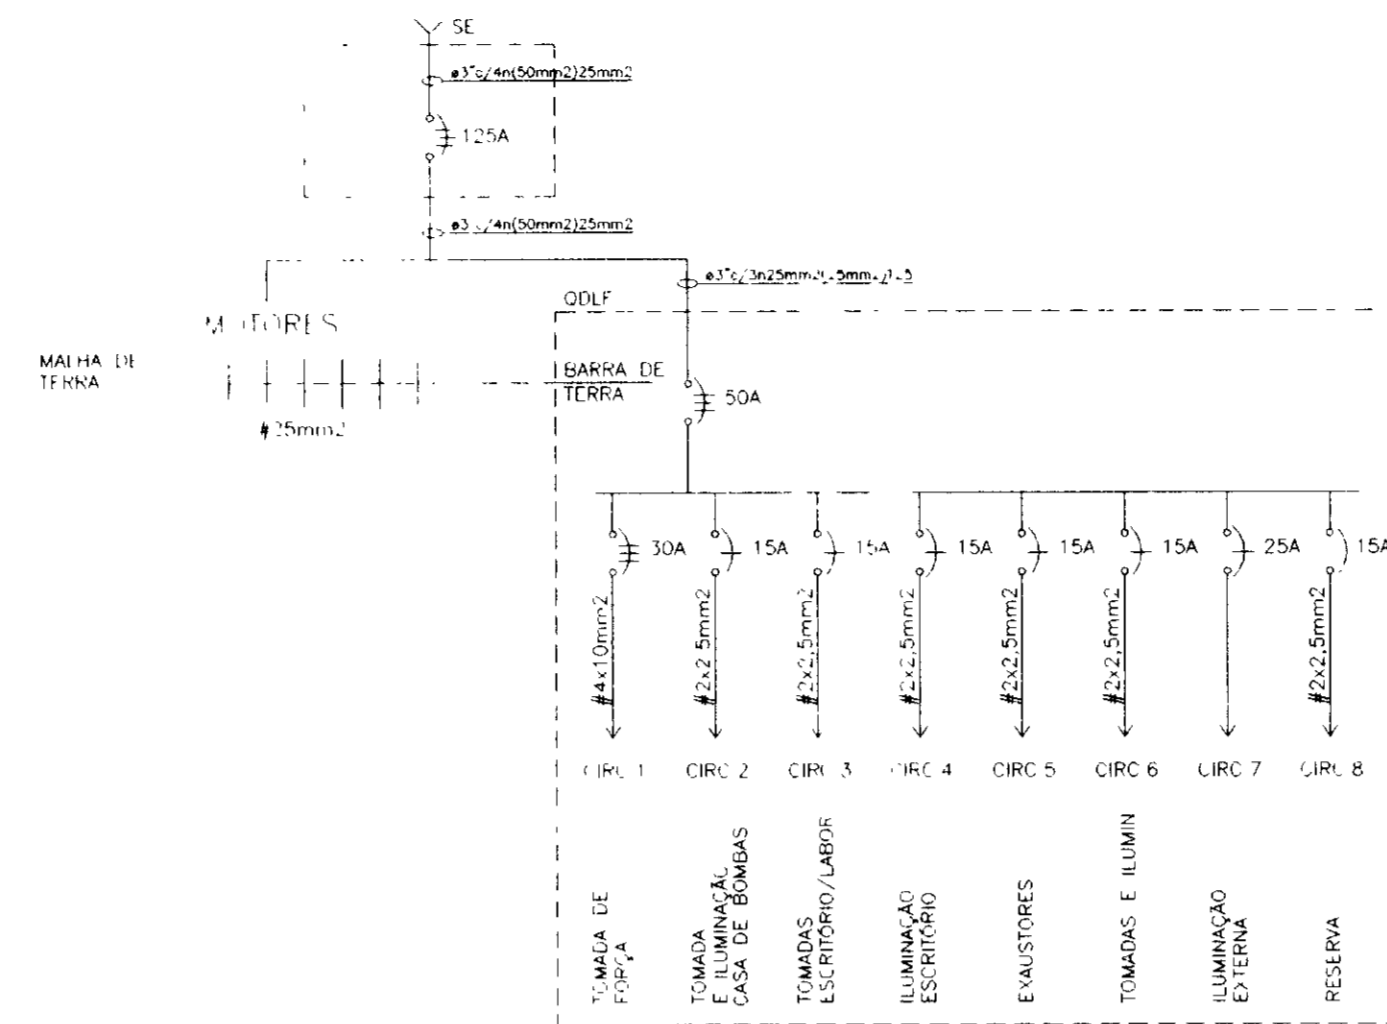 SE
ø3"c/4n(50mm2)25mm2
125A
ø3 c/4n(50mm2)25mm2
QDLF
MOTORES
MALHA DE
TERRA
BARRA DE
TERRA
50A
#25mm2
30A 15A 15A 15A 15A 15A 25A 15A
#4x10mm2
#2x2,5mm2
#2x2,5mm2
#2x2,5mm2
#2x2,5mm2
#2x2,5mm2
#2x2,5mm2
CIRC 1 CIRC 2 CIRC 3 CIRC 4 CIRC 5 CIRC 6 CIRC 7 CIRC 8
TOMADA DE
FORÇA
TOMADA
E ILUMINAÇÃO
CASA DE BOMBAS
TOMADAS
ESCRITÓRIO/LABOR
ILUMINAÇÃO
ESCRITÓRIO
EXAUSTORES
TOMADAS E ILUMIN
ILUMINAÇÃO
EXTERNA
RESERVA